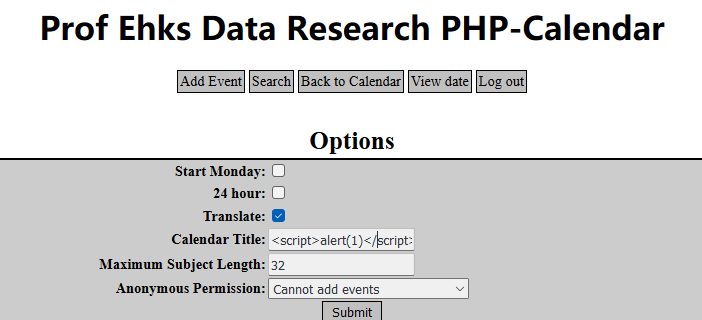 Prof Ehks Data Research PHP-Calendar
Add Event Search Back to Calendar View date Log out
Options
Start Monday:
24 hour:
Translate:
Calendar Title: <script>alert(1)</script>
Maximum Subject Length: 32
Anonymous Permission: Cannot add events
Submit